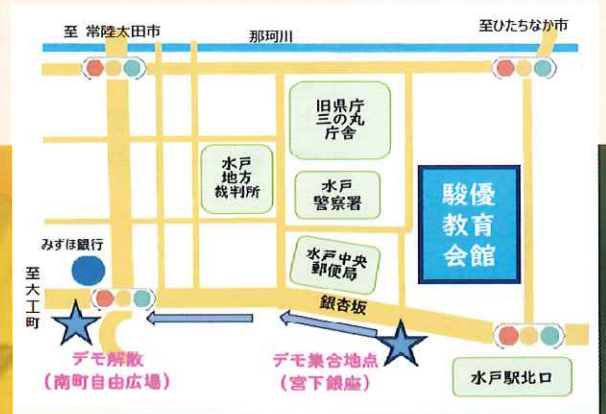 至 常陸太田市
那珂川
至ひたちなか市
旧県庁
三の丸
庁舎
水戸
地方
裁判所
水戸
警察署
駿優
教育
会館
みずほ銀行
水戸中央
郵便局
至大工町
銀杏坂
デモ解散
(南町自由広場)
デモ集合地点
(宮下銀座)
水戸駅北口